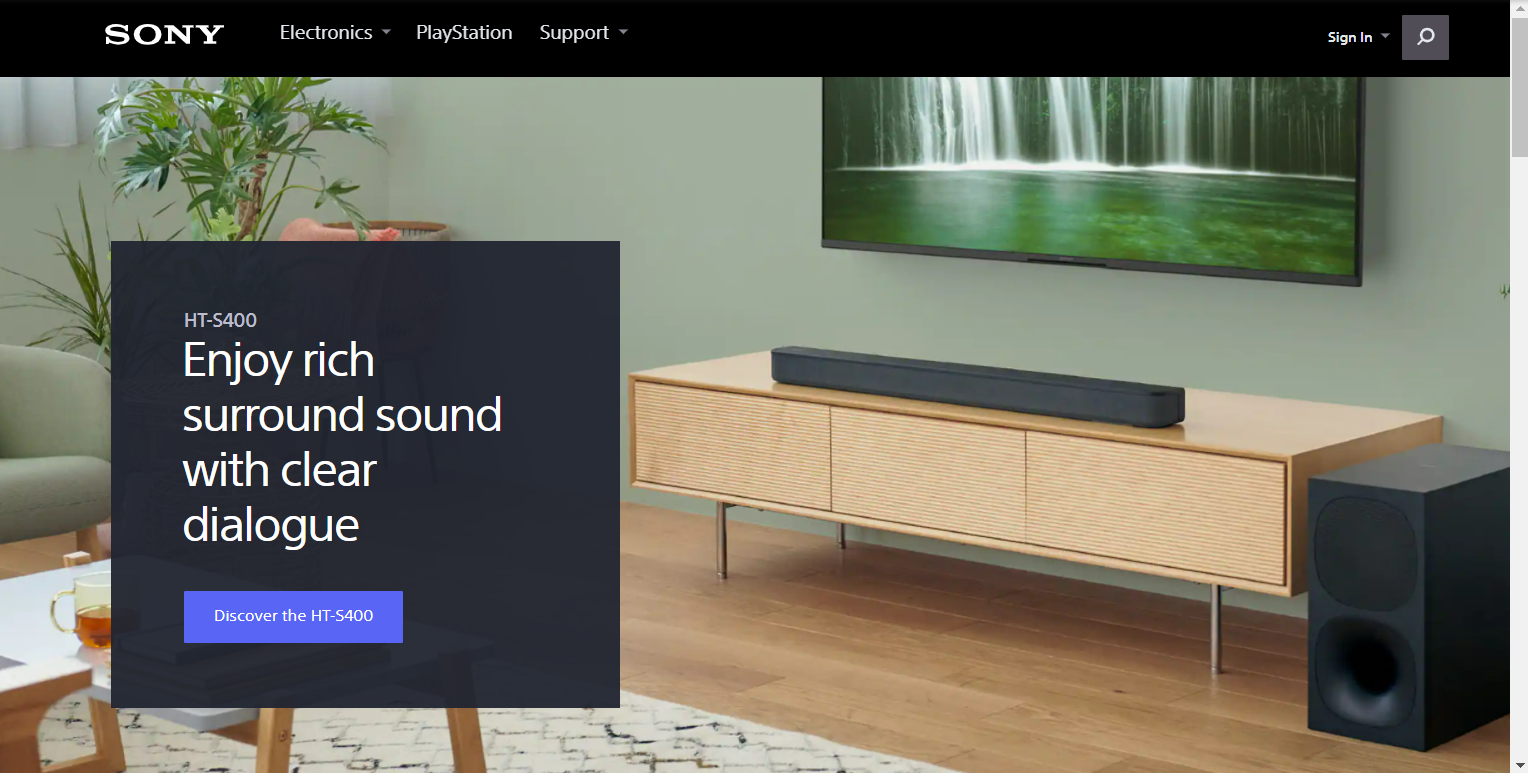 SONY
Electronics
PlayStation
Support
Sign In
HT-S400
Enjoy rich
surround sound
with clear
dialogue
Discover the HT-S400